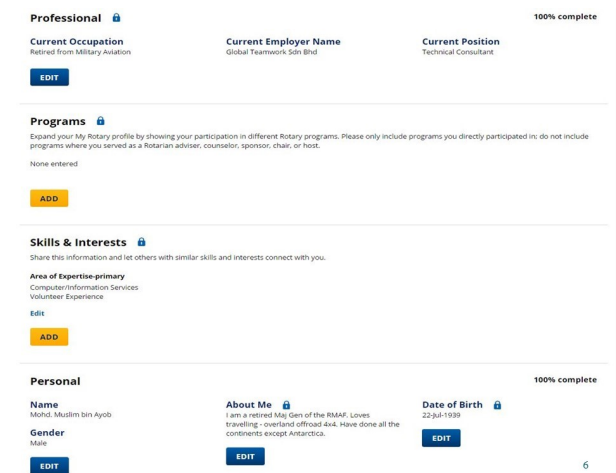 Professional
100% complete
Current Occupation
Current Employer Name
Current Position
Retired from Military Aviation
Global Teamwork Sdn Bhd
Technical Consultant
EDIT
Programs
Expand your My Rotary profile by showing your participation in different Rotary programs. Please only include programs you directly participated in; do not include
programs where you served as a Rotarian adviser, counselor, sponsor, chair, or host.
None entered
ADD
Skills & Interests
Share this information and let others with similar skills and interests connect with you.
Area of Expertise-primary
Computer/Information Services
Volunteer Experience
Edit
ADD
Personal
100% complete
Name
Mohd. Muslim bin Ayob
Gender
Male
EDIT
About Me
I am a retired Maj Gen of the RMAF. Loves
travelling - overland offroad 4x4. Have done all the
continents except Antarctica.
EDIT
Date of Birth
22-Jul-1939
EDIT
6